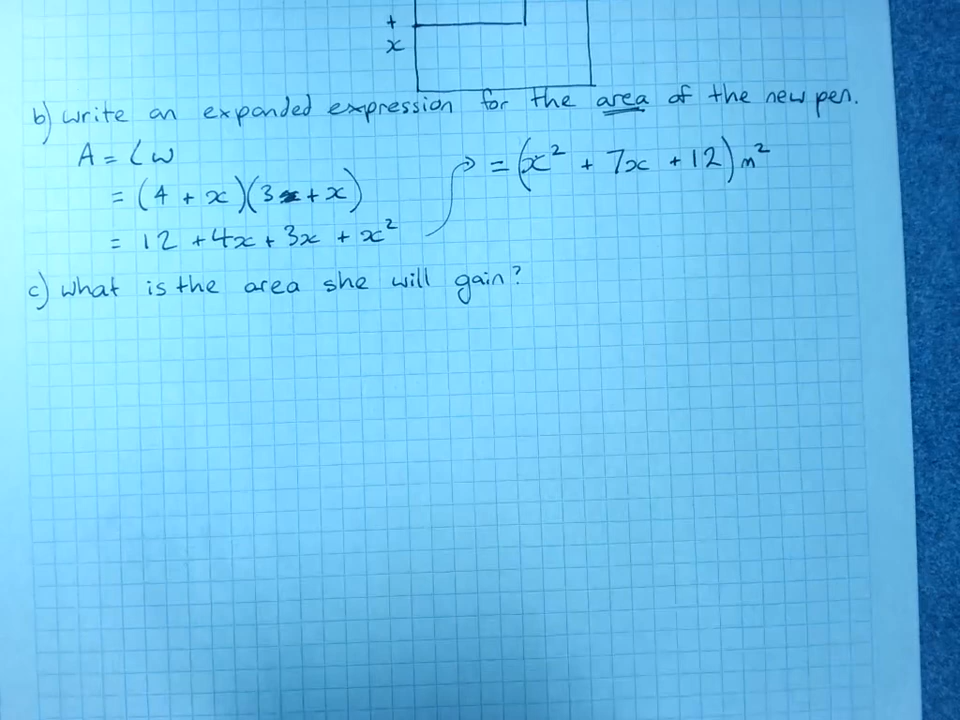 +
x
b) write an expanded expression for the area of the new pen.
A = Lw
= (4 + x)(3 + x)
= 12 + 4x + 3x + x²
= (x² + 7x + 12) m²
c) what is the area she will gain?